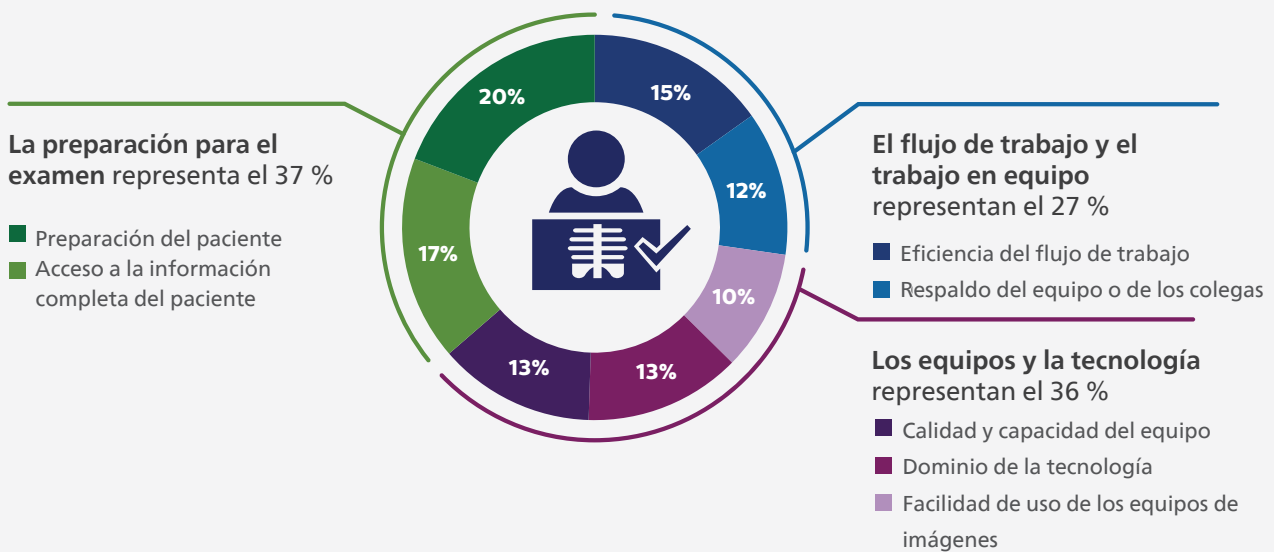 20%
15%
12%
10%
13%
13%
17%
La preparación para el
examen representa el 37 %
Preparación del paciente
Acceso a la información
completa del paciente
El flujo de trabajo y el
trabajo en equipo
representan el 27 %
Eficiencia del flujo de trabajo
Respaldo del equipo o de los colegas
Los equipos y la tecnología
representan el 36 %
Calidad y capacidad del equipo
Dominio de la tecnología
Facilidad de uso de los equipos de
imágenes